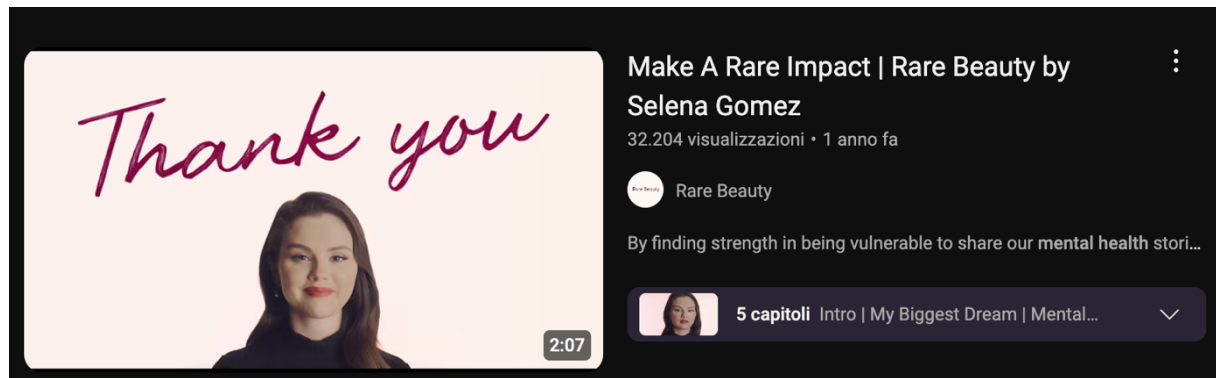 Thank you
2:07
Make A Rare Impact | Rare Beauty by
Selena Gomez
32.204 visualizzazioni • 1 anno fa
Rare Beauty
Rare Beauty
By finding strength in being vulnerable to share our mental health stori...
5 capitoli Intro | My Biggest Dream | Mental...